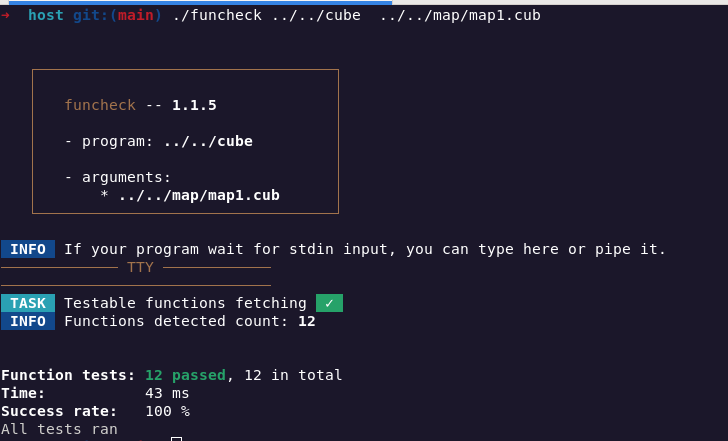 → host git:(main) ./funcheck ../../cube ../../map/map1.cub
funcheck -- 1.1.5
- program: ../../cube
- arguments:
* ../../map/map1.cub
INFO If your program wait for stdin input, you can type here or pipe it.
TTY
TASK Testable functions fetching ✓
INFO Functions detected count: 12
Function tests: 12 passed, 12 in total
Time: 43 ms
Success rate: 100 %
All tests ran